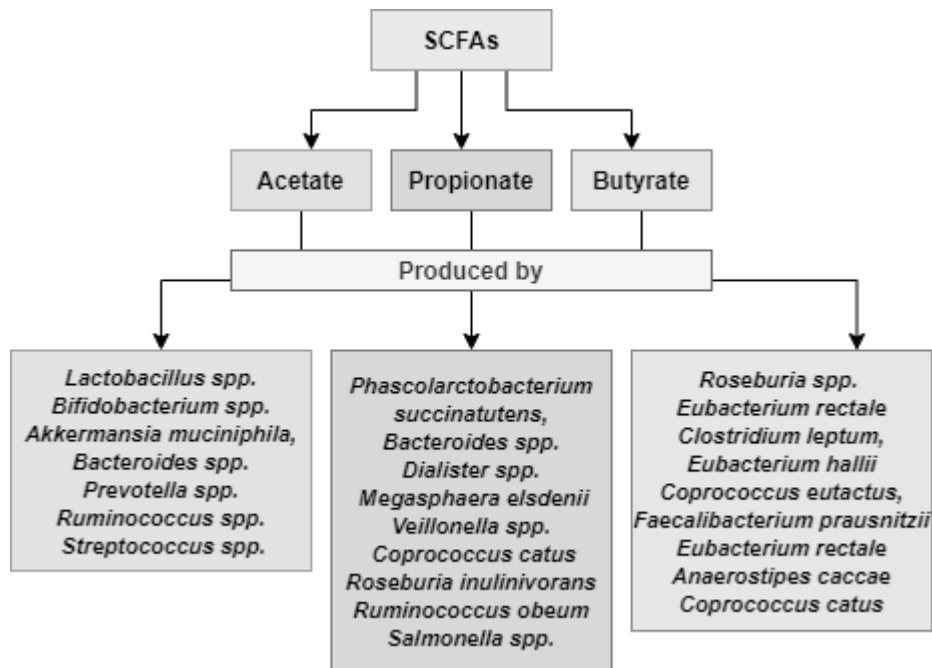 SCFAs
Acetate
Propionate
Butyrate
Produced by
Lactobacillus spp.
Bifidobacterium spp.
Akkermansia muciniphila,
Bacteroides spp.
Prevotella spp.
Ruminococcus spp.
Streptococcus spp.
Phascolarctobacterium
succinatutens,
Bacteroides spp.
Dialister spp.
Megasphaera elsdenii
Veillonella spp.
Coprococcus catus
Roseburia inulinivorans
Ruminococcus obeum
Salmonella spp.
Roseburia spp.
Eubacterium rectale
Clostridium leptum,
Eubacterium hallii
Coprococcus eutactus,
Faecalibacterium prausnitzii
Eubacterium rectale
Anaerostipes caccae
Coprococcus catus